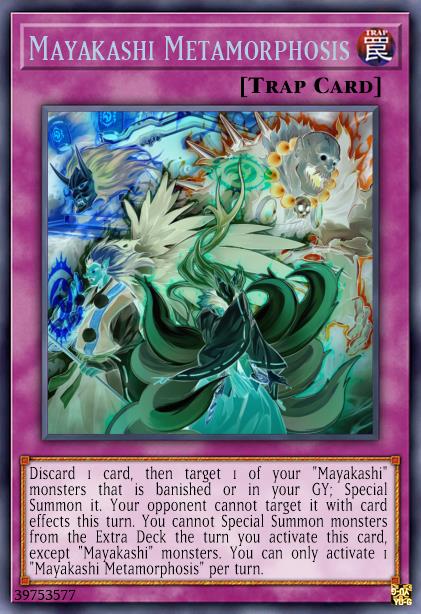 MAYAKASHI METAMORPHOSIS
TRAP
罠
[TRAP CARD]
Discard 1 card, then target 1 of your "Mayakashi"
monsters that is banished or in your GY; Special
Summon it. Your opponent cannot target it with card
effects this turn. You cannot Special Summon monsters
from the Extra Deck the turn you activate this card,
except "Mayakashi" monsters. You can only activate 1
"Mayakashi Metamorphosis" per turn.
39753577